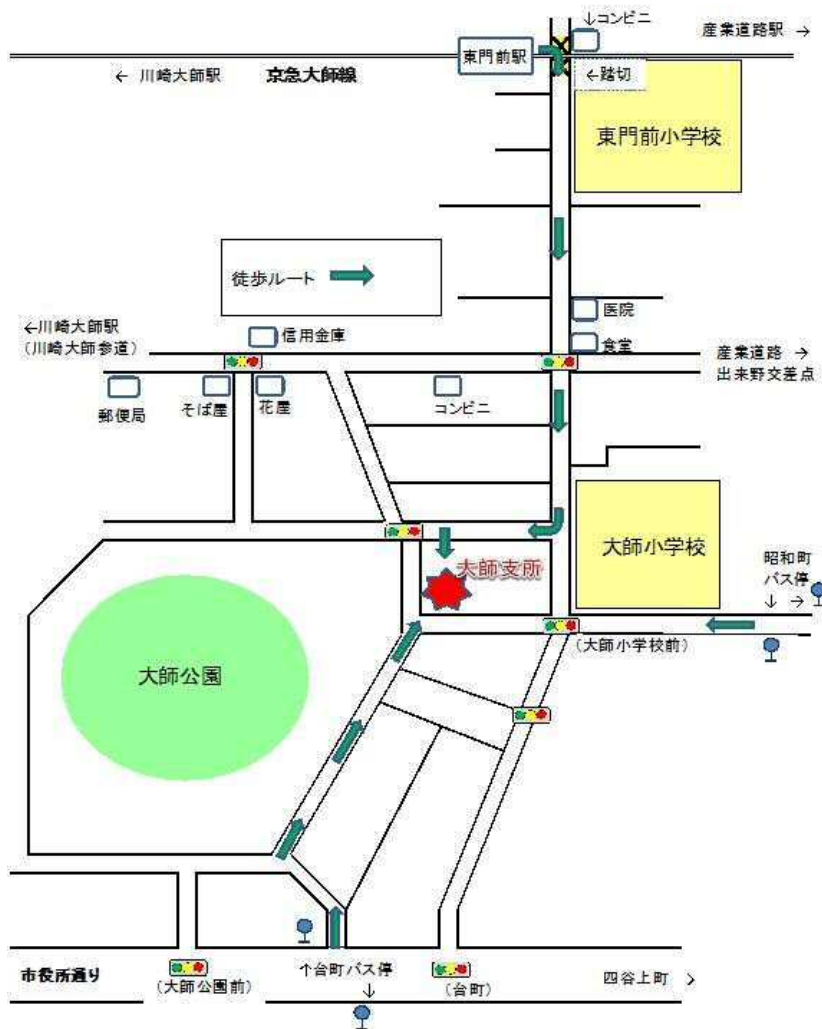 ↓コンビニ
産業道路駅 →
東門前駅
← 川崎大師駅
京急大師線
←踏切
東門前小学校
徒歩ルート
医院
←川崎大師駅
(川崎大師参道)
信用金庫
食堂
産業道路 →
出来野交差点
郵便局
そば屋
花屋
コンビニ
大師小学校
大師支所
昭和町
バス停
↓ →
(大師小学校前)
大師公園
市役所通り
(大師公園前)
↑台町バス停
↓
(台町)
四谷上町 >